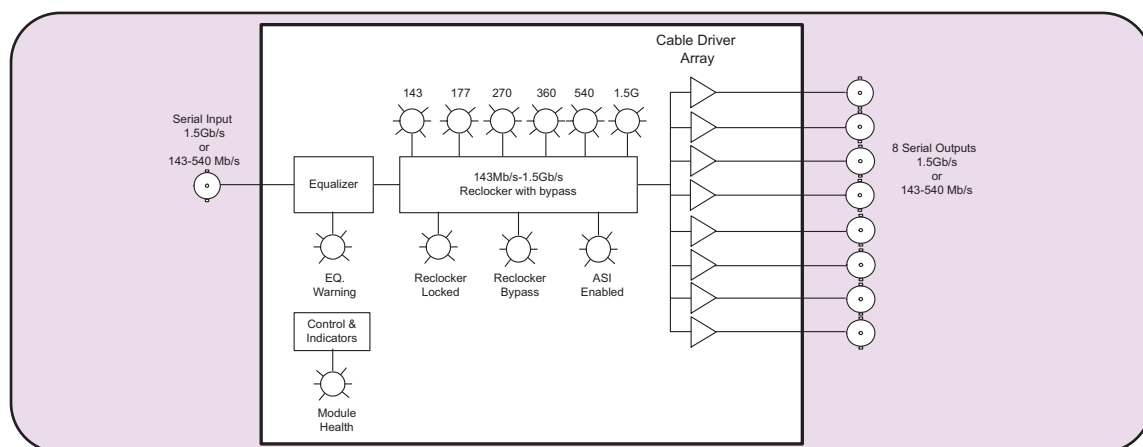 Cable Driver
Array
143 177 270 360 540 1.5G
Serial Input
1.5Gb/s
or
143-540 Mb/s
8 Serial Outputs
1.5Gb/s
or
143-540 Mb/s
Equalizer
143Mb/s-1.5Gb/s
Reclocker with bypass
EQ.
Warning
Reclocker
Locked
Reclocker
Bypass
ASI
Enabled
Control &
Indicators
Module
Health